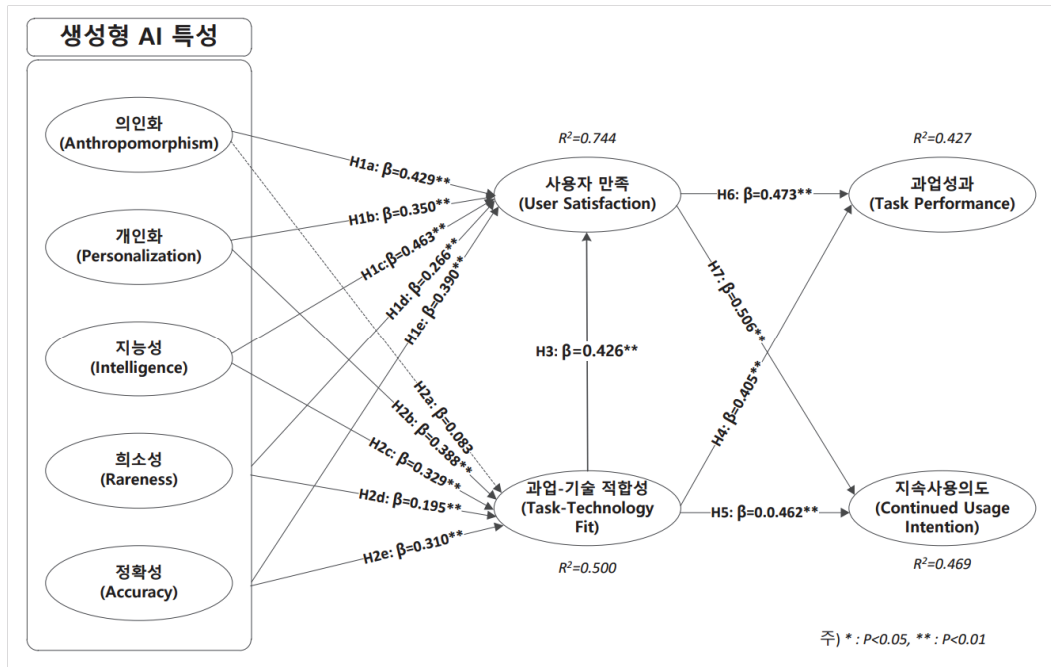 생성형 AI 특성
의인화
(Anthropomorphism)
개인화
(Personalization)
지능성
(Intelligence)
희소성
(Rareness)
정확성
(Accuracy)
H1a: β=0.429**
H1b: β=0.350**
H1c:β=0.463**
H1d: β=0.266**
H1e: β=0.390**
H2a: β=0.083
H2b: β=0.388**
H2c: β=0.329**
H2d: β=0.195**
H2e: β=0.310**
R²=0.744
사용자 만족
(User Satisfaction)
H3: β=0.426**
과업-기술 적합성
(Task-Technology
Fit)
R²=0.500
H6: β=0.473**
H7: β=0.506**
H4: β=0.405**
H5: β=0.0.462**
R²=0.427
과업성과
(Task Performance)
지속사용의도
(Continued Usage
Intention)
R²=0.469
주) * : P<0.05, ** : P<0.01